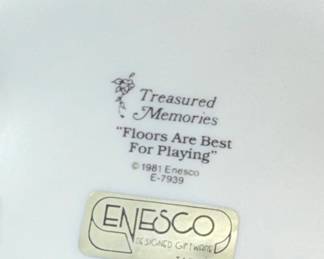 Treasured
Memories
"Floors Are Best
For Playing"
© 1981 Enesco
E-7939
ENESCO
DESIGNED GIFTWARE